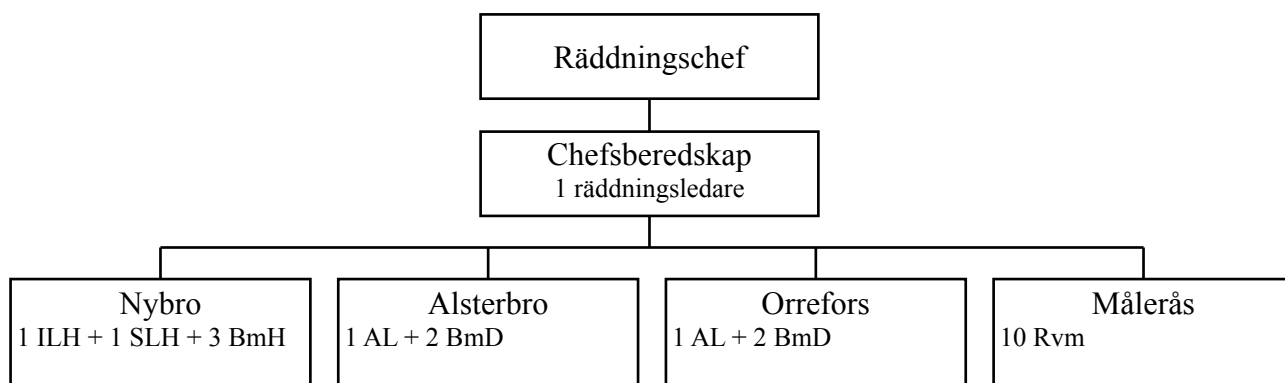 Räddningschef
Chefsberedskap
1 räddningsledare
Nybro
1 ILH + 1 SLH + 3 BmH
Alsterbro
1 AL + 2 BmD
Orrefors
1 AL + 2 BmD
Målerås
10 Rvm